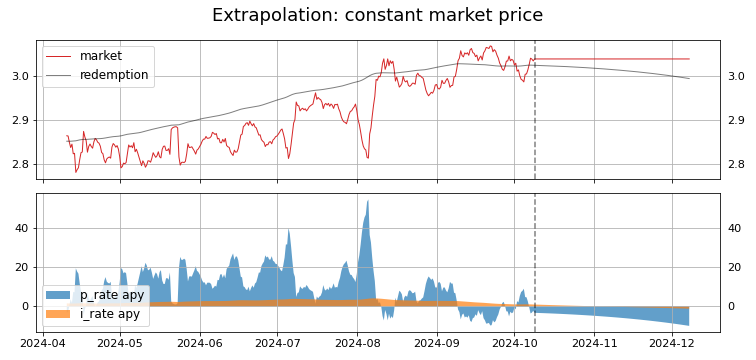 Extrapolation: constant market price
market
redemption
3.0 3.0
2.9 2.9
2.8 2.8
40 40
20 20
0 0
p_rate apy
i_rate apy
2024-04 2024-05 2024-06 2024-07 2024-08 2024-09 2024-10 2024-11 2024-12